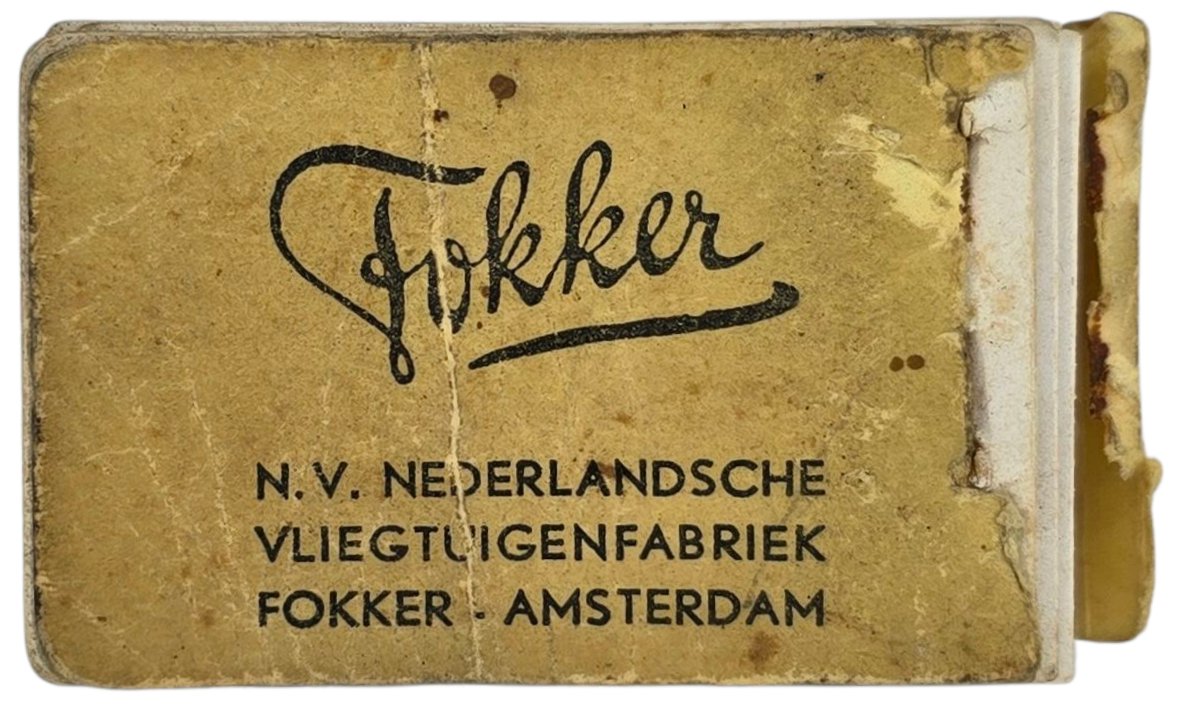 Fokker
N.V. NEDERLANDSCHE
VLIEGTUIGENFABRIEK
FOKKER - AMSTERDAM